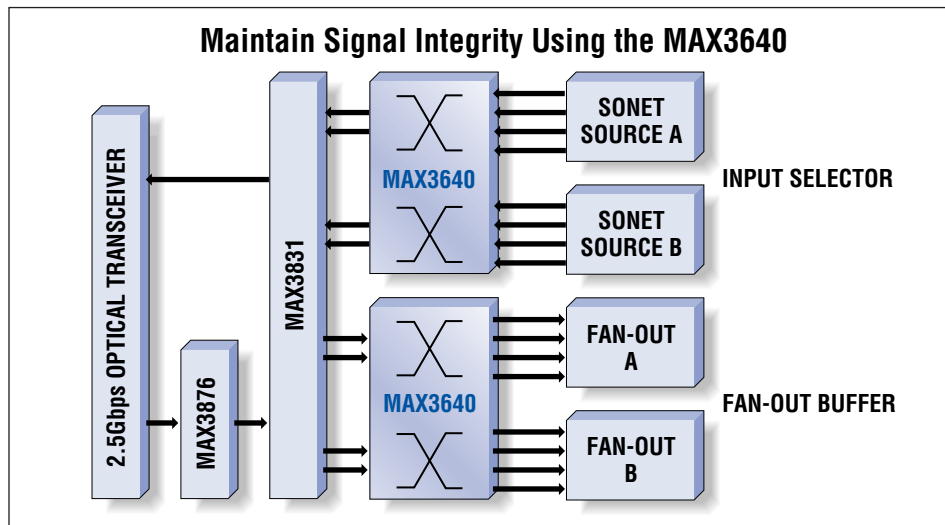 Maintain Signal Integrity Using the MAX3640
2.5Gbps OPTICAL TRANSCEIVER
MAX3876
MAX3831
MAX3640
SONET
SOURCE A
SONET
SOURCE B
INPUT SELECTOR
MAX3640
FAN-OUT
A
FAN-OUT
B
FAN-OUT BUFFER